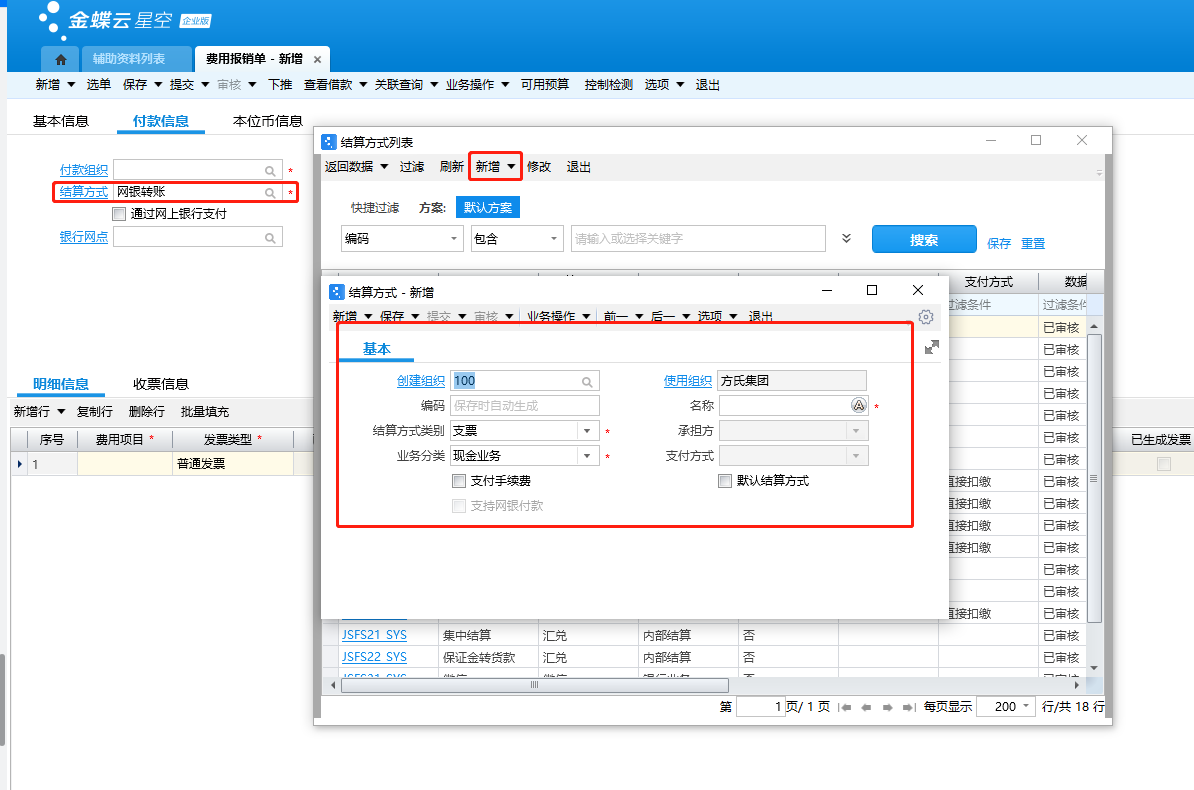 金蝶云 星空 企业版
辅助资料列表 费用报销单 - 新增 ×
新增 选单 保存 提交 审核 下推 查看借款 关联查询 业务操作 可用预算 控制检测 选项 退出
基本信息 付款信息 本位币信息
付款组织 *
结算方式 网银转账 *
通过网上银行支付
银行网点
明细信息 收票信息
新增行 复制行 删除行 批量填充
序号 费用项目 * 发票类型 * 已生成发票
1 普通发票
结算方式列表
返回数据 过滤 刷新 新增 修改 退出
快捷过滤 方案: 默认方案
编码 包含 请输入或选择关键字 搜索 保存 重置
支付方式 数据
过滤条件 过滤条件
已审核
已审核
已审核
已审核
已审核
已审核
已审核
直接扣缴 已审核
直接扣缴 已审核
直接扣缴 已审核
直接扣缴 已审核
已审核
已审核
直接扣缴 已审核
结算方式 - 新增
新增 保存 提交 审核 业务操作 前一 后一 选项 退出
基本
创建组织 100 使用组织 方氏集团
编码 保存时自动生成 名称 A *
结算方式类别 支票 * 承担方
业务分类 现金业务 * 支付方式
支付手续费 默认结算方式
支持网银付款
JSFS21_SYS 集中结算 汇兑 内部结算 否 已审核
JSFS22_SYS 保证金转货款 汇兑 内部结算 否 已审核
第 1 页/ 1 页 每页显示 200 行/共 18 行